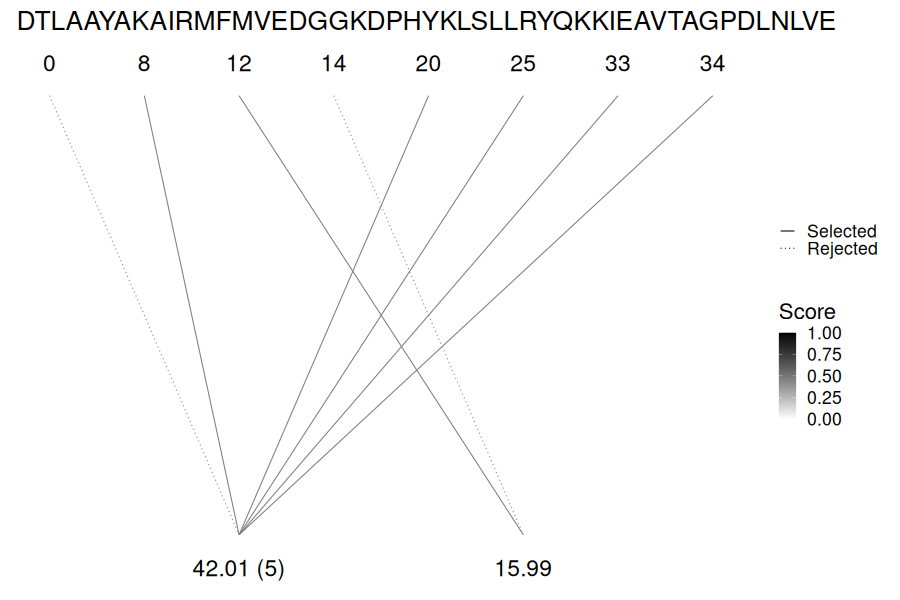 DTLAAYAKAIRMFMVEDGGKDPHYKLSLLRYQKKIEAVTAGPDLNLVE
0 8 12 14 20 25 33 34
Selected
Rejected
Score
1.00
0.75
0.50
0.25
0.00
42.01 (5) 15.99